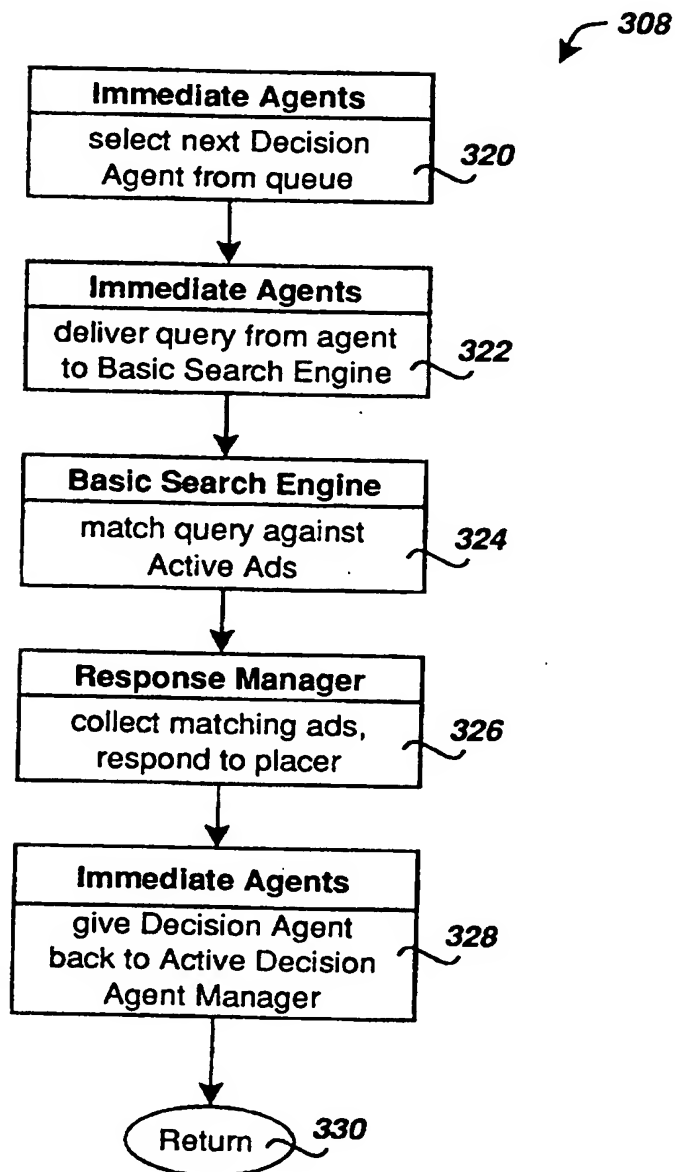 308
Immediate Agents
select next Decision
Agent from queue
320
Immediate Agents
deliver query from agent
to Basic Search Engine
322
Basic Search Engine
match query against
Active Ads
324
Response Manager
collect matching ads,
respond to placer
326
Immediate Agents
give Decision Agent
back to Active Decision
Agent Manager
328
Return
330